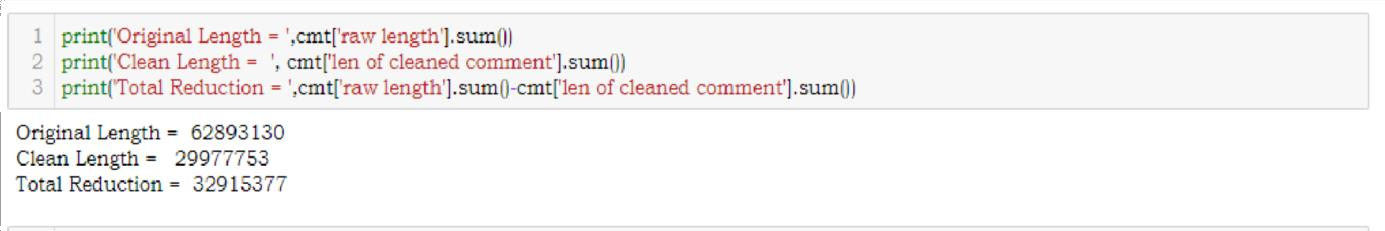 1 print('Original Length = ',cmt['raw length'].sum())
2 print('Clean Length =  ', cmt['len of cleaned comment'].sum())
3 print('Total Reduction = ',cmt['raw length'].sum()-cmt['len of cleaned comment'].sum())
Original Length =  62893130
Clean Length =   29977753
Total Reduction =  32915377